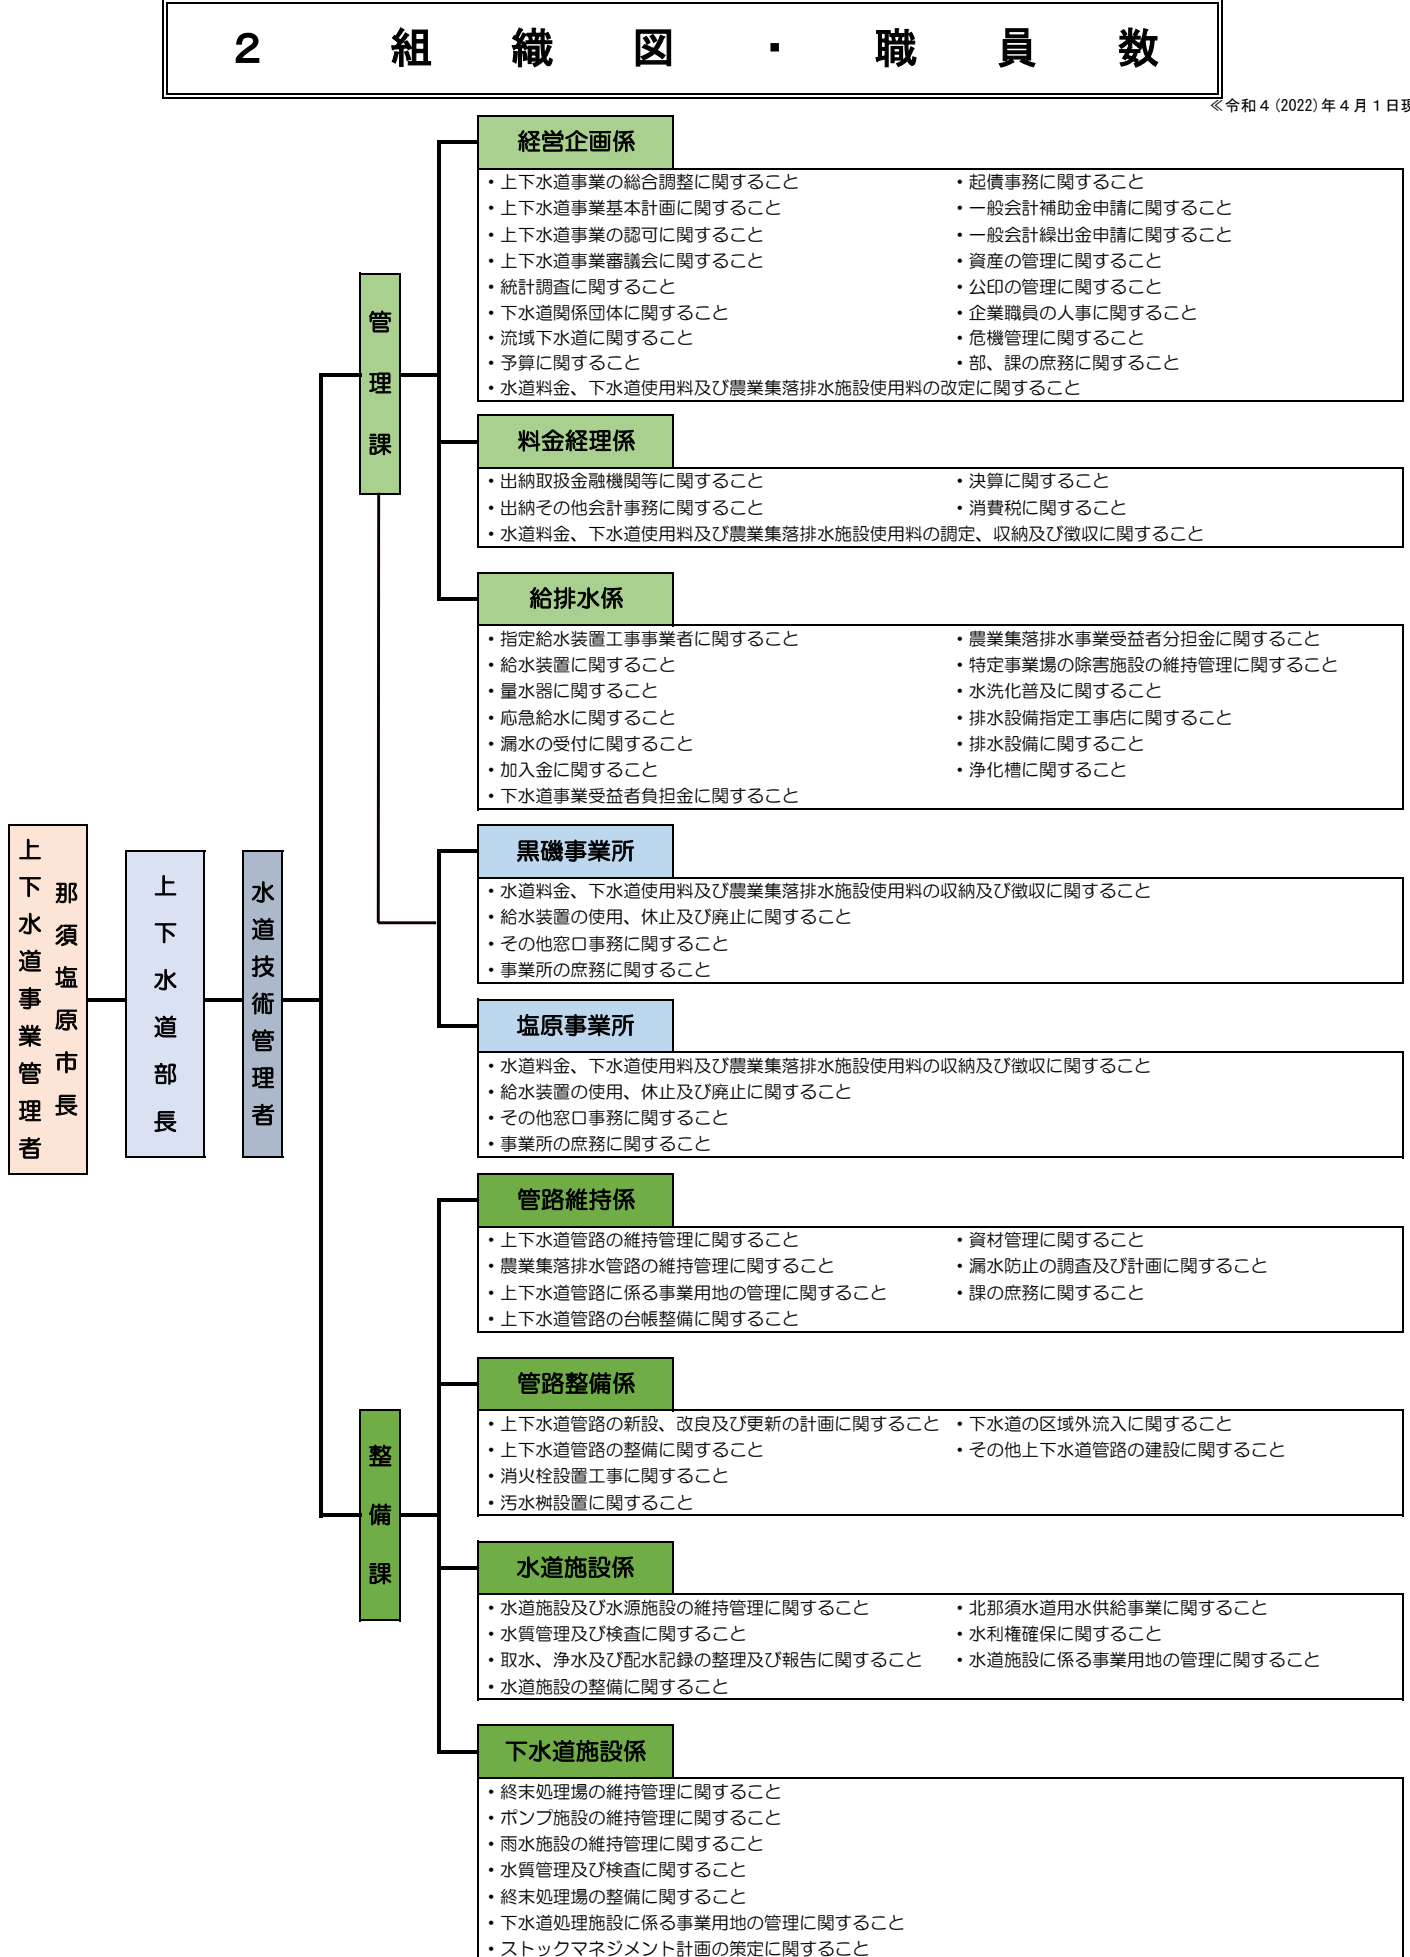 ２　組織図・職員数
≪令和４(2022)年４月１日現
経営企画係
・上下水道事業の総合調整に関すること
・上下水道事業基本計画に関すること
・上下水道事業の認可に関すること
・上下水道事業審議会に関すること
・統計調査に関すること
・下水道関係団体に関すること
・流域下水道に関すること
・予算に関すること
・起債事務に関すること
・一般会計補助金申請に関すること
・一般会計繰出金申請に関すること
・資産の管理に関すること
・公印の管理に関すること
・企業職員の人事に関すること
・危機管理に関すること
・部、課の庶務に関すること
・水道料金、下水道使用料及び農業集落排水施設使用料の改定に関すること
管理課
料金経理係
・出納取扱金融機関等に関すること
・出納その他会計事務に関すること
・決算に関すること
・消費税に関すること
・水道料金、下水道使用料及び農業集落排水施設使用料の調定、収納及び徴収に関すること
給排水係
・指定給水装置工事事業者に関すること
・給水装置に関すること
・量水器に関すること
・応急給水に関すること
・漏水の受付に関すること
・加入金に関すること
・下水道事業受益者負担金に関すること
・農業集落排水事業受益者分担金に関すること
・特定事業場の除害施設の維持管理に関すること
・水洗化普及に関すること
・排水設備指定工事店に関すること
・排水設備に関すること
・浄化槽に関すること
那須塩原市長
上下水道事業管理者
上下水道部長
水道技術管理者
黒磯事業所
・水道料金、下水道使用料及び農業集落排水施設使用料の収納及び徴収に関すること
・給水装置の使用、休止及び廃止に関すること
・その他窓口事務に関すること
・事業所の庶務に関すること
塩原事業所
・水道料金、下水道使用料及び農業集落排水施設使用料の収納及び徴収に関すること
・給水装置の使用、休止及び廃止に関すること
・その他窓口事務に関すること
・事業所の庶務に関すること
管路維持係
・上下水道管路の維持管理に関すること
・農業集落排水管路の維持管理に関すること
・上下水道管路に係る事業用地の管理に関すること
・上下水道管路の台帳整備に関すること
・資材管理に関すること
・漏水防止の調査及び計画に関すること
・課の庶務に関すること
管路整備係
・上下水道管路の新設、改良及び更新の計画に関すること
・上下水道管路の整備に関すること
・消火栓設置工事に関すること
・汚水桝設置に関すること
・下水道の区域外流入に関すること
・その他上下水道管路の建設に関すること
整備課
水道施設係
・水道施設及び水源施設の維持管理に関すること
・水質管理及び検査に関すること
・取水、浄水及び配水記録の整理及び報告に関すること
・水道施設の整備に関すること
・北那須水道用水供給事業に関すること
・水利権確保に関すること
・水道施設に係る事業用地の管理に関すること
下水道施設係
・終末処理場の維持管理に関すること
・ポンプ施設の維持管理に関すること
・雨水施設の維持管理に関すること
・水質管理及び検査に関すること
・終末処理場の整備に関すること
・下水道処理施設に係る事業用地の管理に関すること
・ストックマネジメント計画の策定に関すること